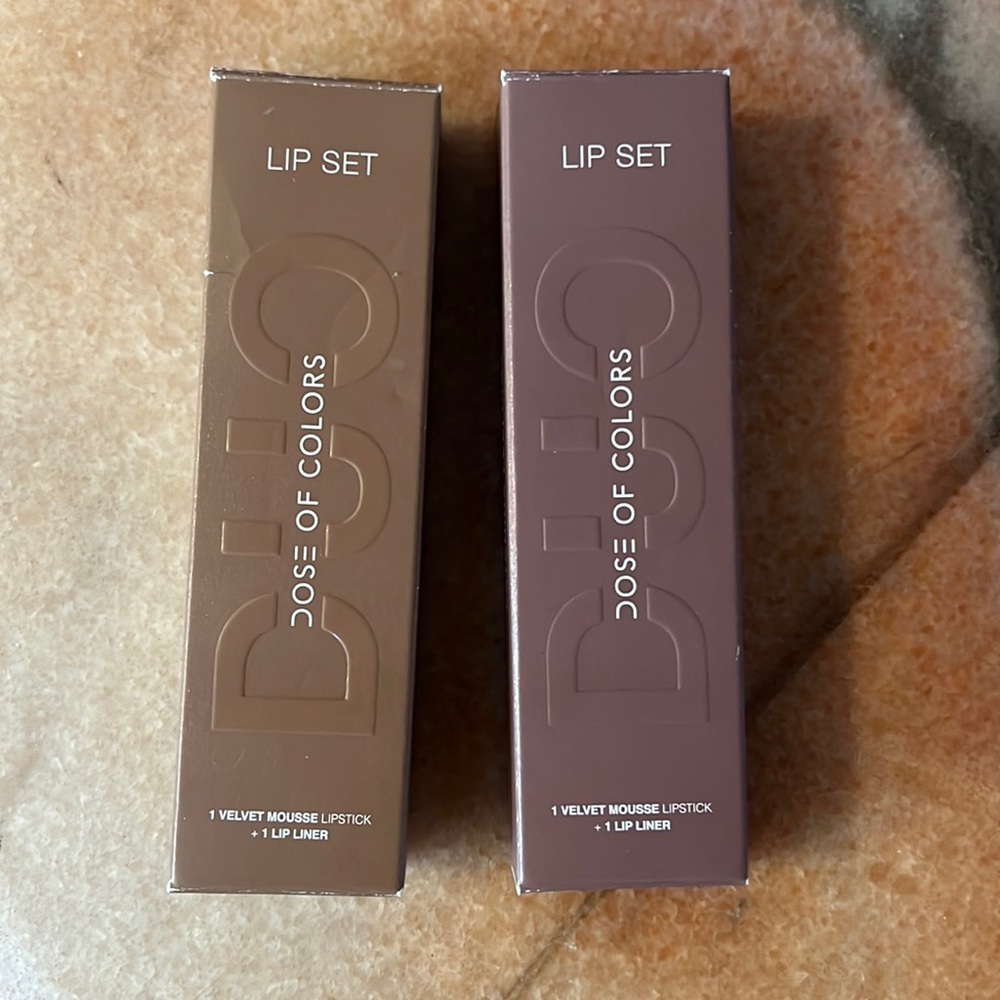 LIP SET
DUO
DOSE OF COLORS
1 VELVET MOUSSE LIPSTICK
+ 1 LIP LINER
LIP SET
DUO
DOSE OF COLORS
1 VELVET MOUSSE LIPSTICK
+ 1 LIP LINER